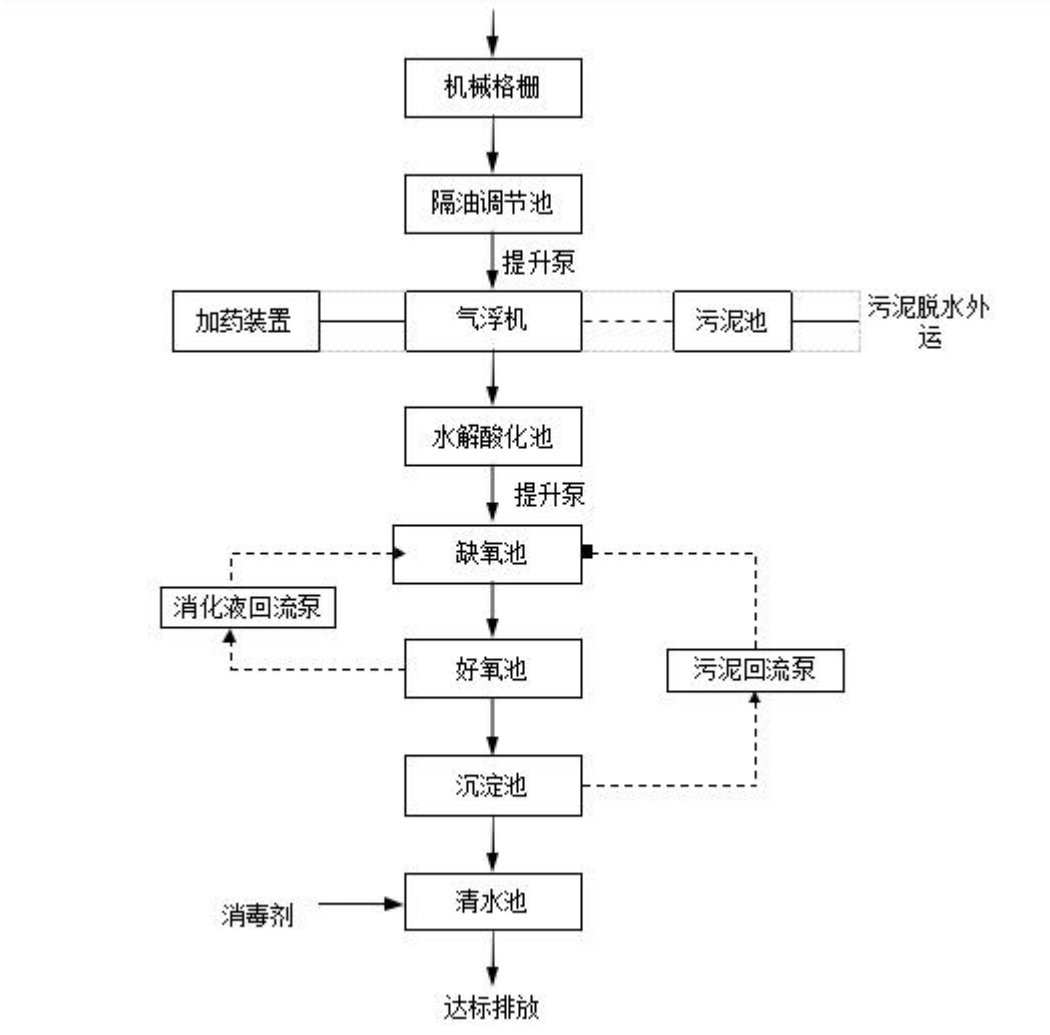 机械格栅
隔油调节池
提升泵
加药装置
气浮机
污泥池
污泥脱水外
运
水解酸化池
提升泵
缺氧池
消化液回流泵
好氧池
污泥回流泵
沉淀池
清水池
消毒剂
达标排放